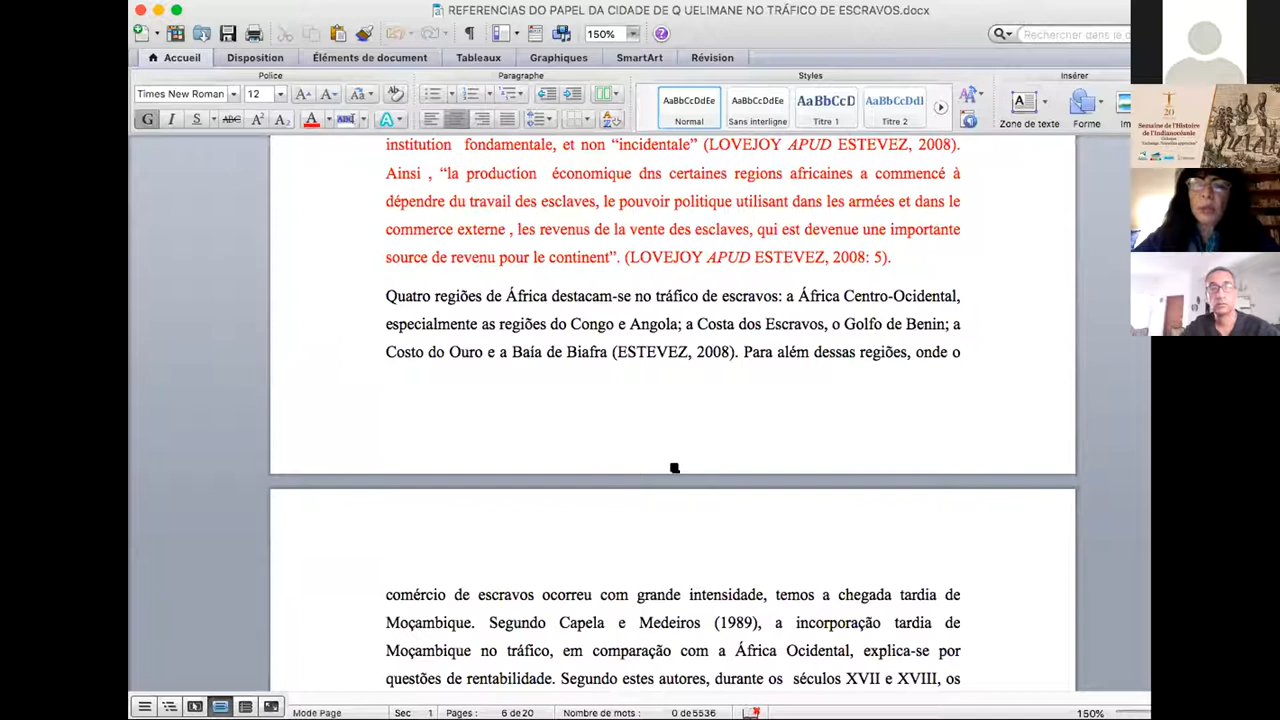 REFERENCIAS DO PAPEL DA CIDADE DE Q UELIMANE NO TRÁFICO DE ESCRAVOS.docx
150%
Rechercher dans le d
Accueil Disposition Éléments de document Tableaux Graphiques SmartArt Révision
Police Paragraphe Styles Insérer
Times New Roman 12
AaBbCcDdEe AaBbCcDdEe AaBbCcD AaBbCcDdI
Normal Sans interligne Titre 1 Titre 2
Zone de texte Forme Im
20
Semaine de l'Histoire
de l'Indianocéanie
institution fondamentale, et non “incidentale” (LOVEJOY APUD ESTEVEZ, 2008).
Ainsi , “la production économique dns certaines regions africaines a commencé à
dépendre du travail des esclaves, le pouvoir politique utilisant dans les armées et dans le
commerce externe , les revenus de la vente des esclaves, qui est devenue une importante
source de revenu pour le continent”. (LOVEJOY APUD ESTEVEZ, 2008: 5).
Quatro regiões de África destacam-se no tráfico de escravos: a África Centro-Ocidental,
especialmente as regiões do Congo e Angola; a Costa dos Escravos, o Golfo de Benin; a
Costo do Ouro e a Baía de Biafra (ESTEVEZ, 2008). Para além dessas regiões, onde o
comércio de escravos ocorreu com grande intensidade, temos a chegada tardia de
Moçambique. Segundo Capela e Medeiros (1989), a incorporação tardia de
Moçambique no tráfico, em comparação com a África Ocidental, explica-se por
questões de rentabilidade. Segundo estes autores, durante os séculos XVII e XVIII, os
Mode Page Sec 1 Pages : 6 de 20 Nombre de mots : 0 de 5536 150%